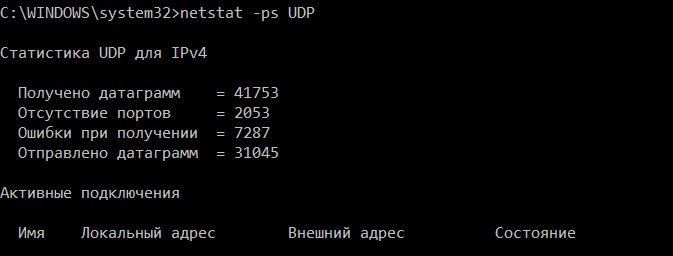 C:\WINDOWS\system32>netstat -ps UDP
Статистика UDP для IPv4
Получено датаграмм = 41753
Отсутствие портов = 2053
Ошибки при получении = 7287
Отправлено датаграмм = 31045
Активные подключения
Имя Локальный адрес Внешний адрес Состояние